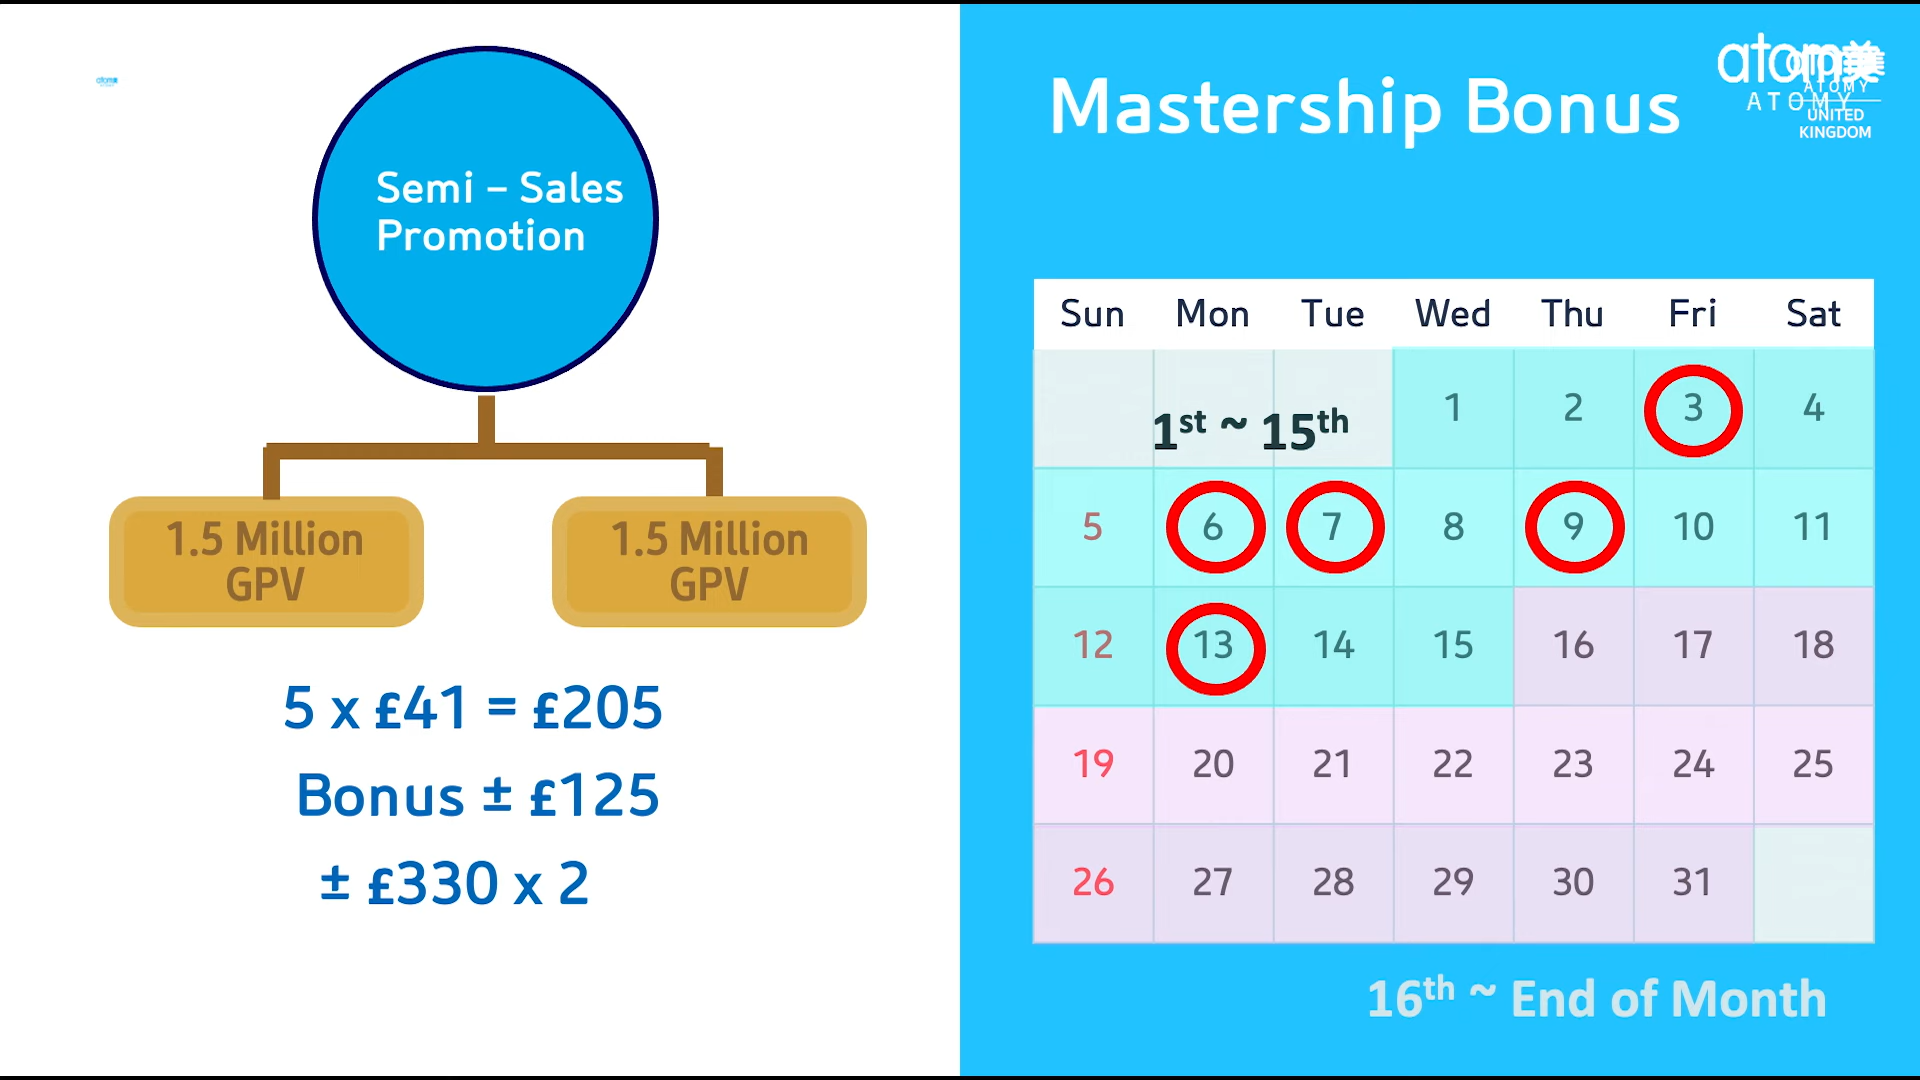 Semi – Sales
Promotion
1.5 Million
GPV
1.5 Million
GPV
5 x £41 = £205
Bonus ± £125
± £330 x 2
Mastership Bonus
ATOMY
ATOMY
UNITED
KINGDOM
Sun Mon Tue Wed Thu Fri Sat
1st ~ 15th
1 2 3 4
5 6 7 8 9 10 11
12 13 14 15 16 17 18
19 20 21 22 23 24 25
26 27 28 29 30 31
16th ~ End of Month